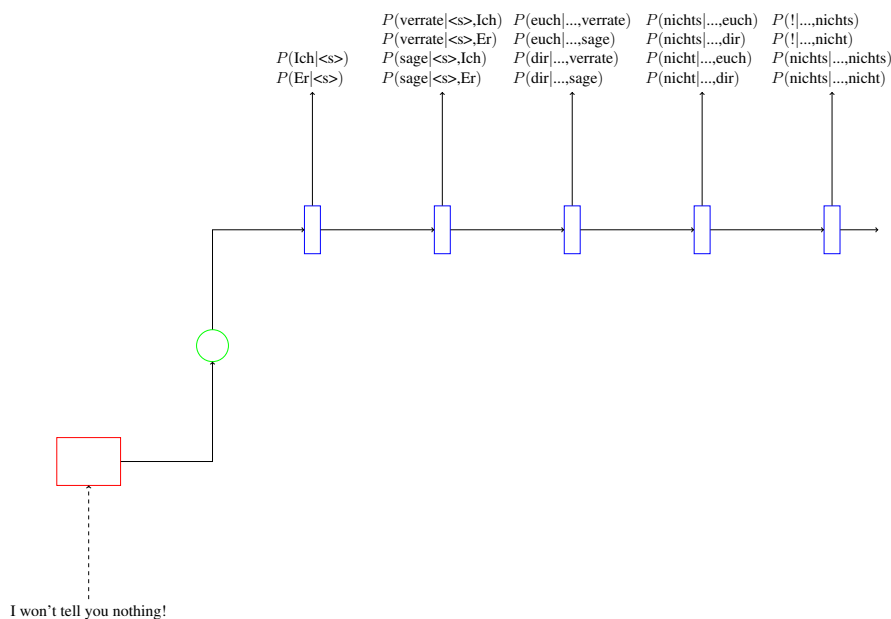 P(Ich|<s>)
P(Er|<s>)
P(verrate|<s>,Ich)
P(verrate|<s>,Er)
P(sage|<s>,Ich)
P(sage|<s>,Er)
P(euch|...,verrate)
P(euch|...,sage)
P(dir|...,verrate)
P(dir|...,sage)
P(nichts|...,euch)
P(nichts|...,dir)
P(nicht|...,euch)
P(nicht|...,dir)
P(!|...,nichts)
P(!|...,nicht)
P(nichts|...,nichts)
P(nichts|...,nicht)
I won't tell you nothing!